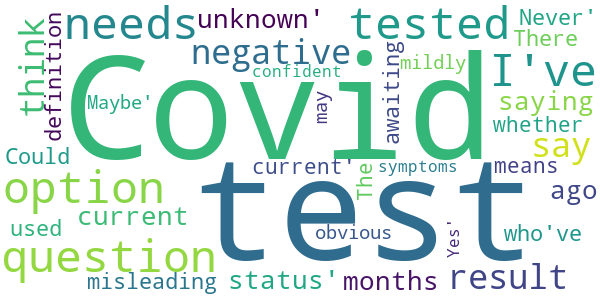 needs
unknown'
tested
Never'
There
think
definition
negative
confident
awaiting
mildly
I've
Covid
Maybe'
may
saying
whether
say
Could
test
current'
The
symptoms
means
option
ago
used
current
obvious
Yes'
who've
question
misleading
status'
months
result